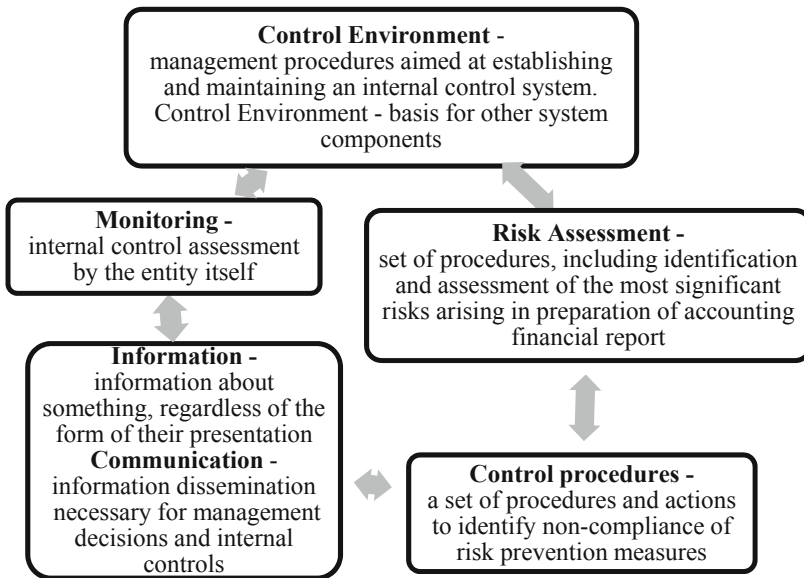 Control Environment -
management procedures aimed at establishing
and maintaining an internal control system.
Control Environment - basis for other system
components
Monitoring -
internal control assessment
by the entity itself
Risk Assessment -
set of procedures, including identification
and assessment of the most significant
risks arising in preparation of accounting
financial report
Information -
information about
something, regardless of the
form of their presentation
Communication -
information dissemination
necessary for management
decisions and internal
controls
Control procedures -
a set of procedures and actions
to identify non-compliance of
risk prevention measures